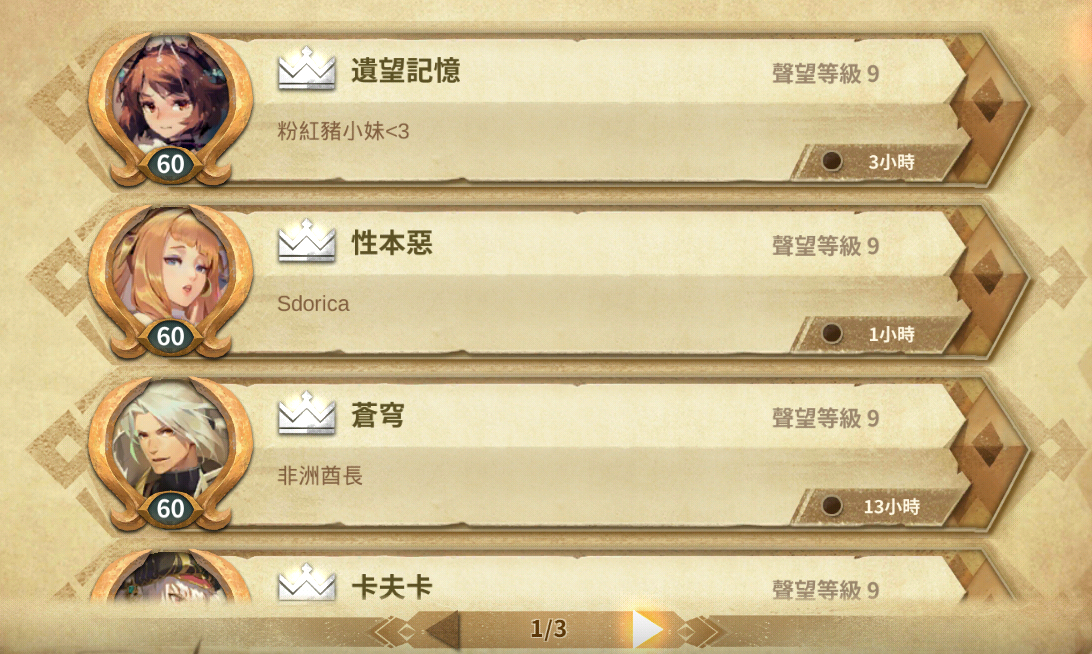 遺望記憶
聲望等級 9
粉紅豬小妹<3
3小時
60
性本惡
聲望等級 9
Sdorica
1小時
60
蒼穹
聲望等級 9
非洲酋長
13小時
60
卡夫卡
聲望等級 9
1/3